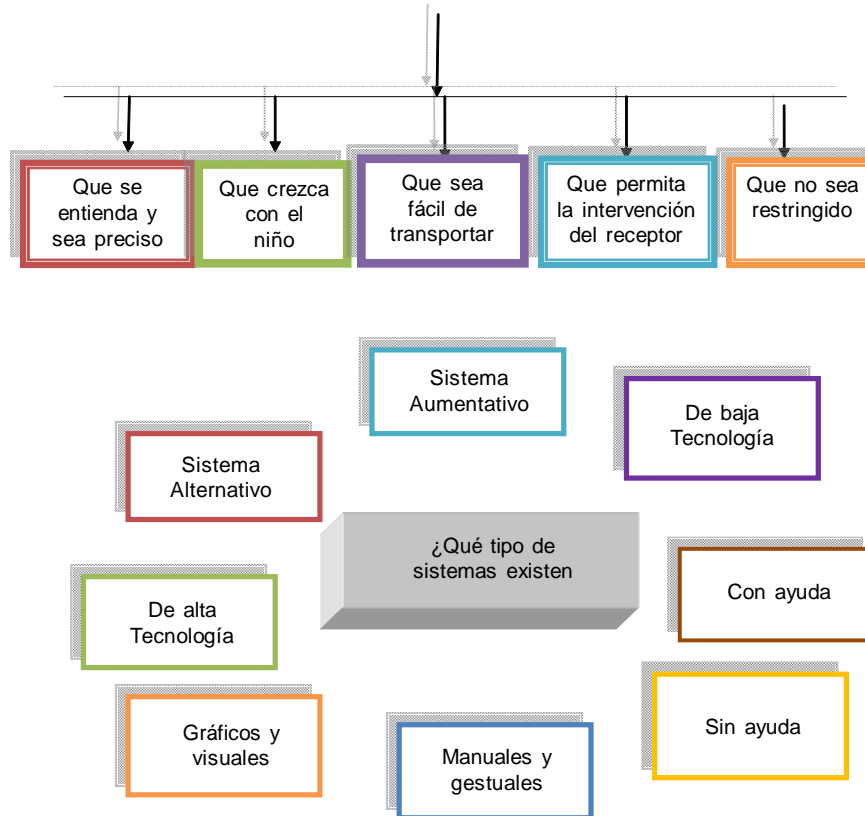 Que se
entienda y
sea preciso
Que crezca
con el
niño
Que sea
fácil de
transportar
Que permita
la intervención
del receptor
Que no sea
restringido
Sistema
Aumentativo
De baja
Tecnología
Sistema
Alternativo
¿Qué tipo de
sistemas existen
Con ayuda
De alta
Tecnología
Sin ayuda
Gráficos y
visuales
Manuales y
gestuales